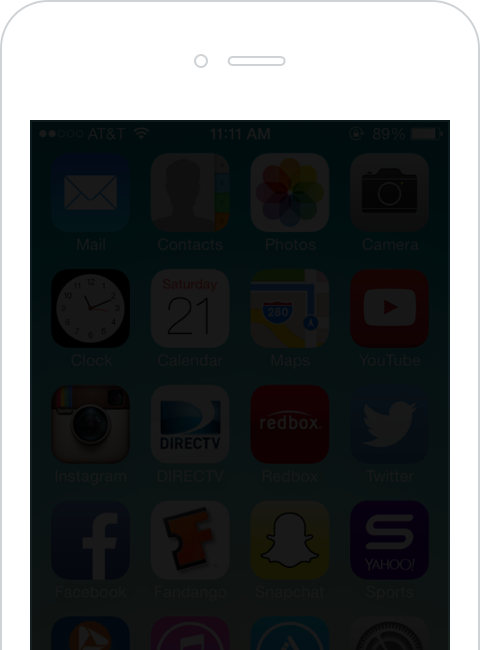 AT&T 11:11 AM 89%
Mail Contacts Photos Camera
Saturday
21
280
Clock Calendar Maps YouTube
DIRECTV redbox.
Instagram DIRECTV Redbox Twitter
YAHOO!
Facebook Fandango Snapchat Sports